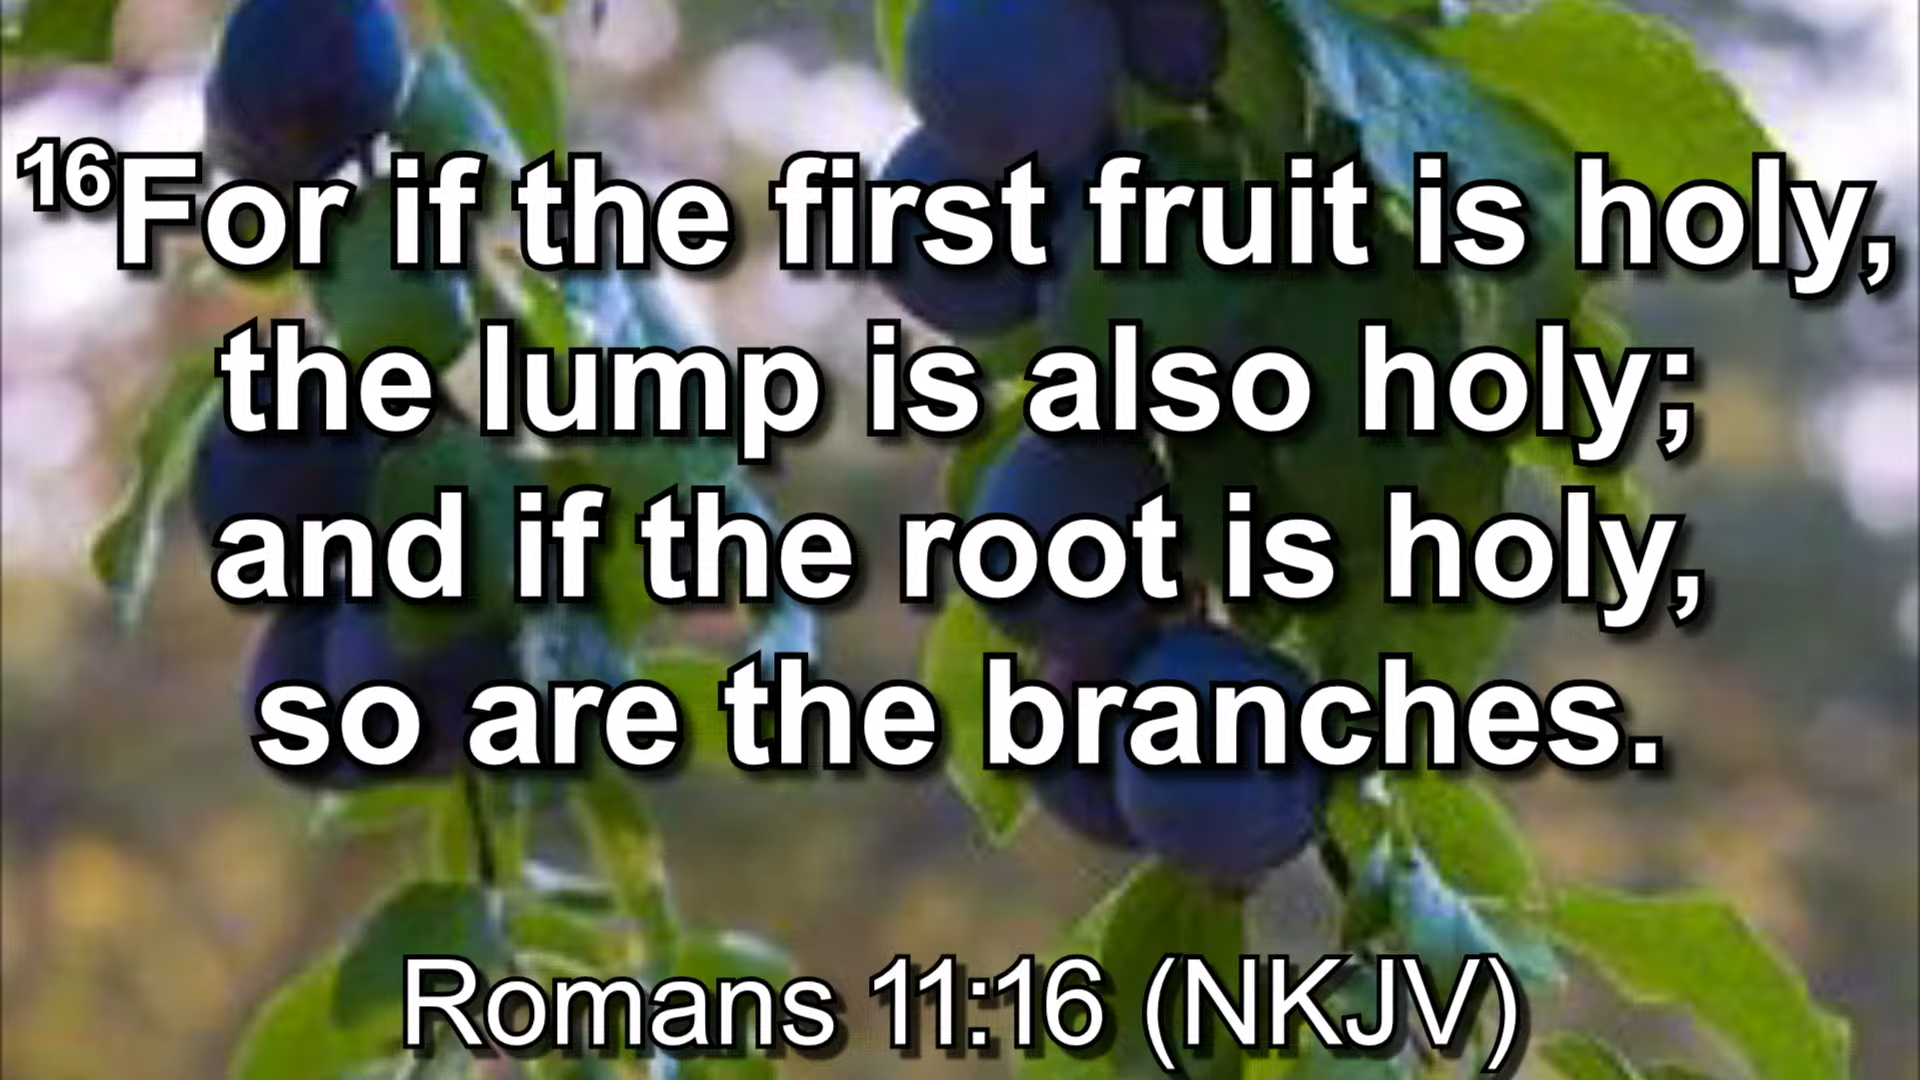 16For if the first fruit is holy,
the lump is also holy;
and if the root is holy,
so are the branches.
Romans 11:16 (NKJV)